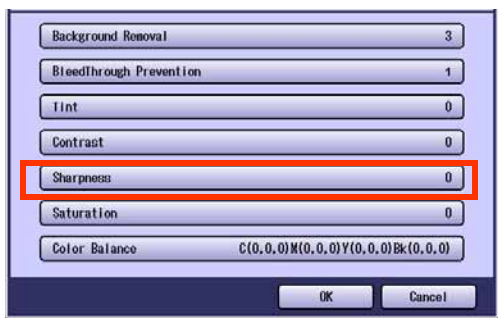 Background Removal 3
BleedThrough Prevention 1
Tint 0
Contrast 0
Sharpness 0
Saturation 0
Color Balance C(0,0,0)M(0,0,0)Y(0,0,0)Bk(0,0,0)
OK Cancel